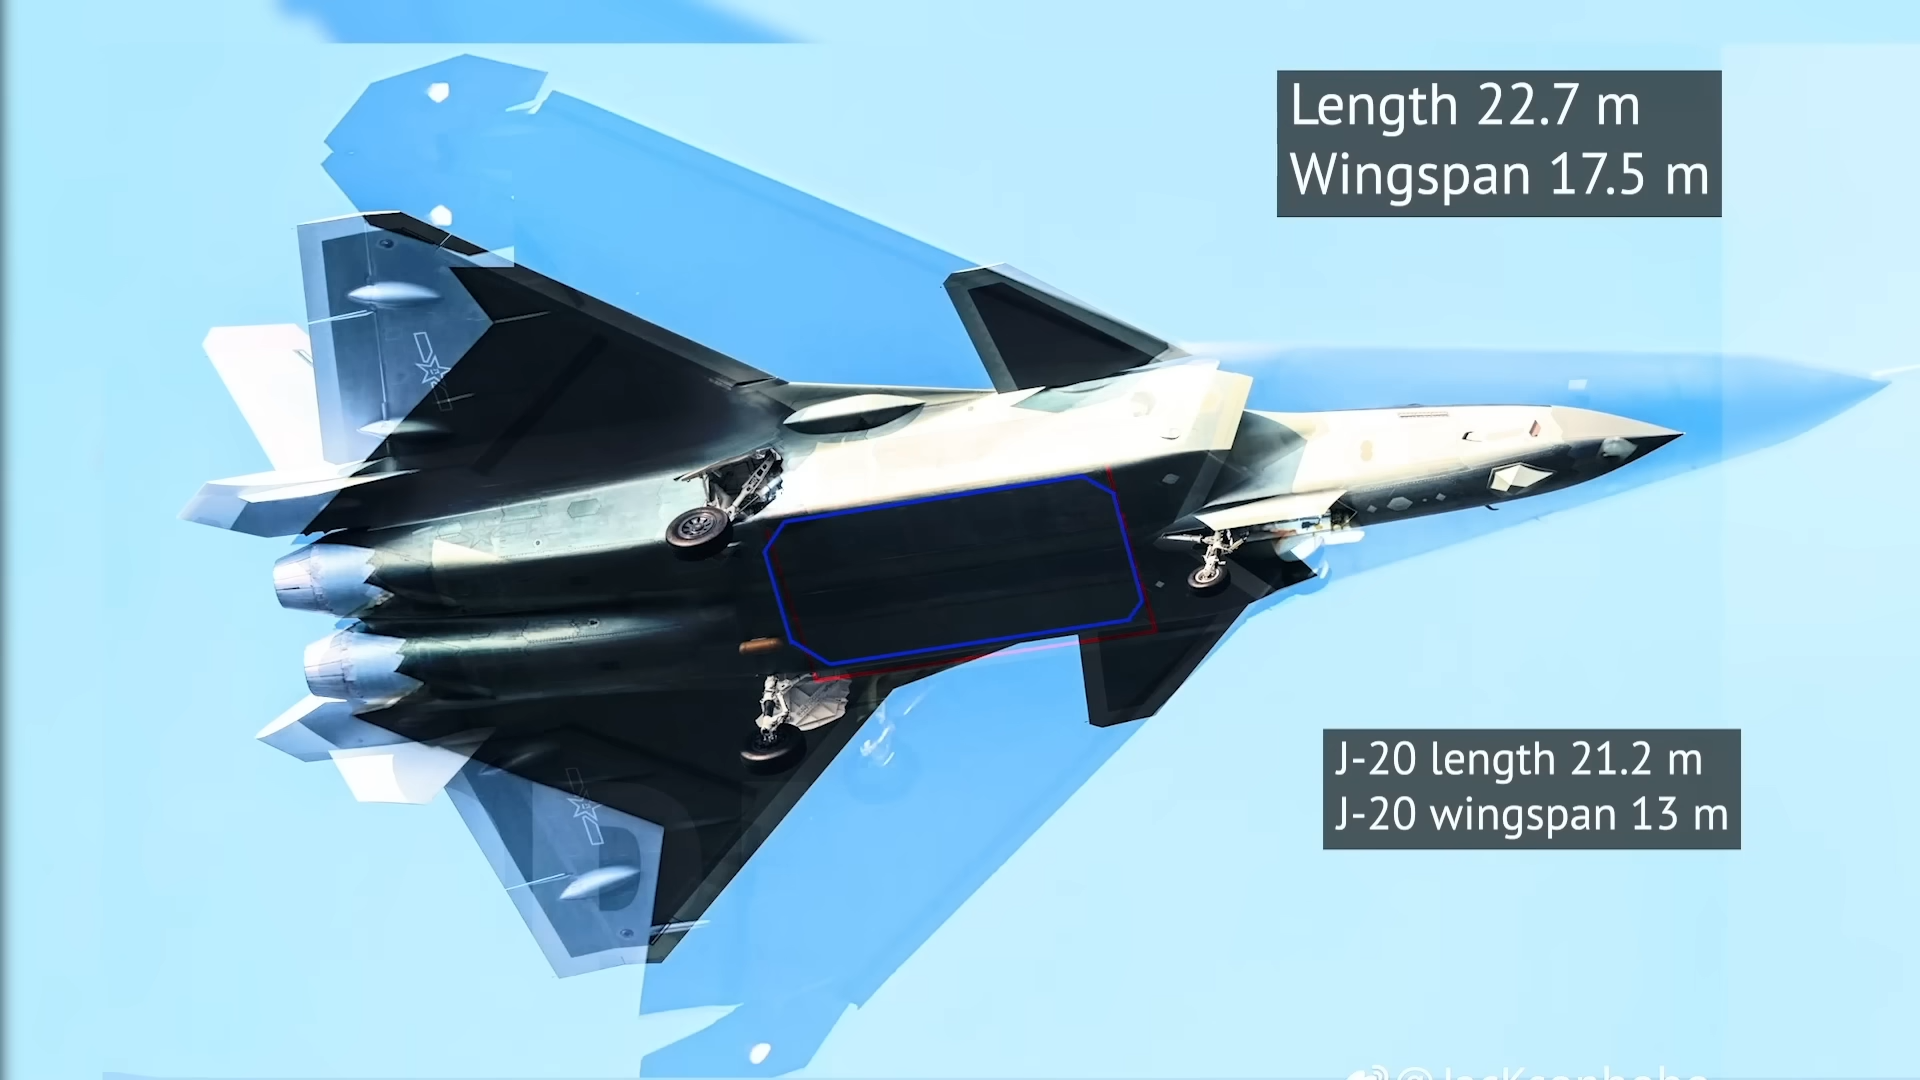 Length 22.7 m
Wingspan 17.5 m
J-20 length 21.2 m
J-20 wingspan 13 m